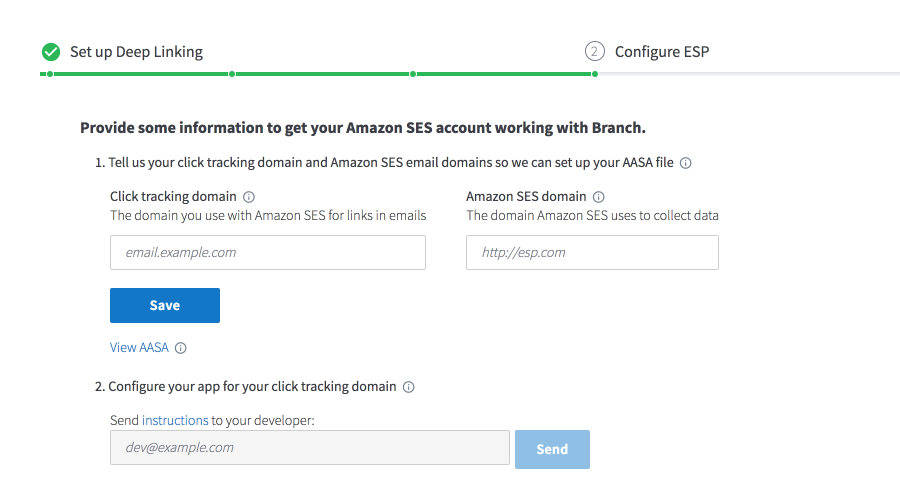 Set up Deep Linking
2 Configure ESP
Provide some information to get your Amazon SES account working with Branch.
1. Tell us your click tracking domain and Amazon SES email domains so we can set up your AASA file
Click tracking domain
The domain you use with Amazon SES for links in emails
email.example.com
Amazon SES domain
The domain Amazon SES uses to collect data
http://esp.com
Save
View AASA
2. Configure your app for your click tracking domain
Send instructions to your developer:
dev@example.com
Send